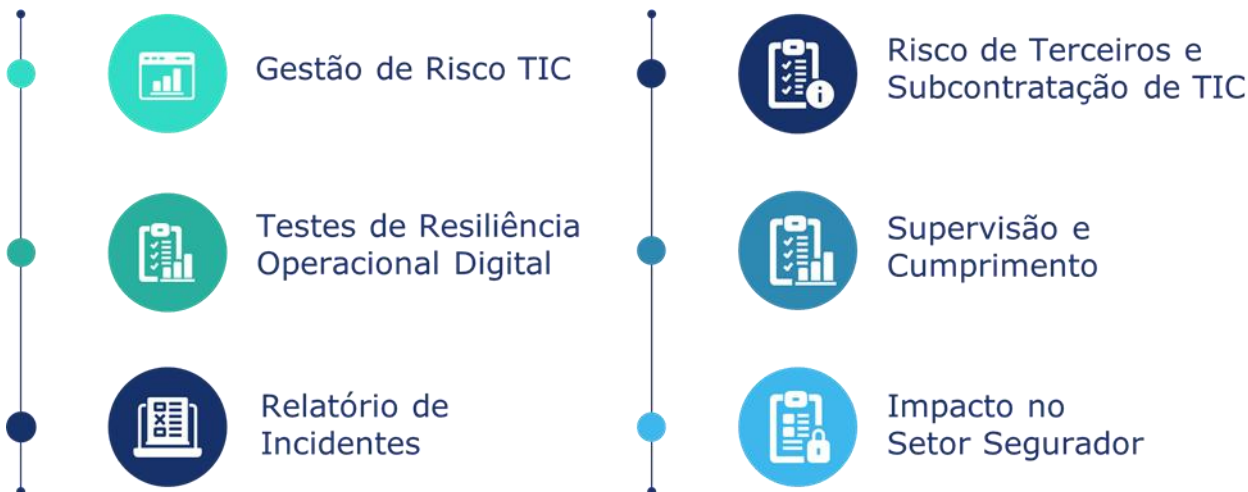 Gestão de Risco TIC
Testes de Resiliência
Operacional Digital
Relatório de
Incidentes
Risco de Terceiros e
Subcontratação de TIC
Supervisão e
Cumprimento
Impacto no
Setor Segurador